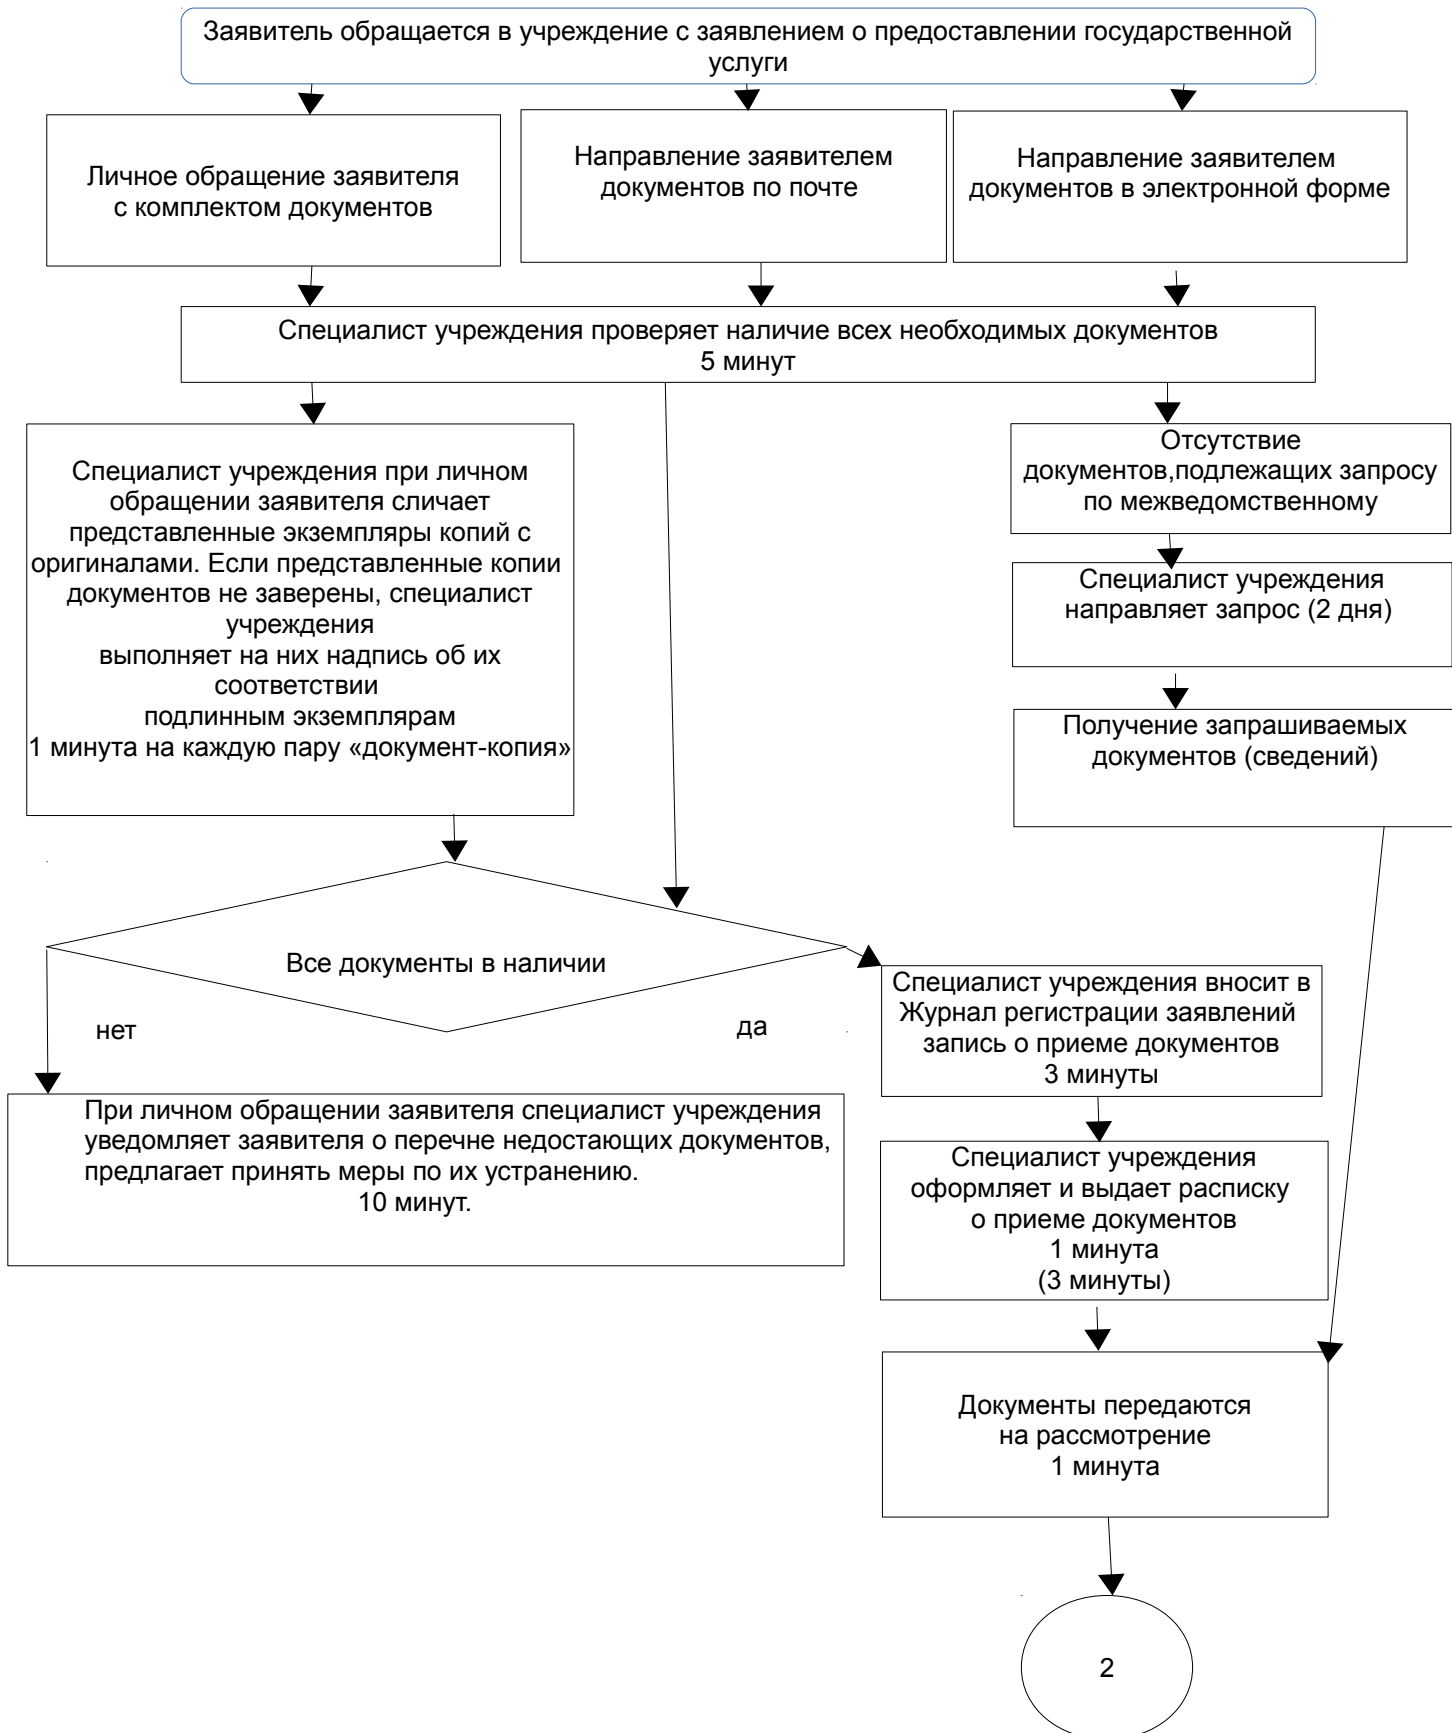 Заявитель обращается в учреждение с заявлением о предоставлении государственной
услуги
Личное обращение заявителя
с комплектом документов
Направление заявителем
документов по почте
Направление заявителем
документов в электронной форме
Специалист учреждения проверяет наличие всех необходимых документов
5 минут
Специалист учреждения при личном
обращении заявителя сличает
представленные экземпляры копий с
оригиналами. Если представленные копии
документов не заверены, специалист
учреждения
выполняет на них надпись об их
соответствии
подлинным экземплярам
1 минута на каждую пару «документ-копия»
Отсутствие
документов,подлежащих запросу
по межведомственному
Специалист учреждения
направляет запрос (2 дня)
Получение запрашиваемых
документов (сведений)
Все документы в наличии
нет
да
Специалист учреждения вносит в
Журнал регистрации заявлений
запись о приеме документов
3 минуты
При личном обращении заявителя специалист учреждения
уведомляет заявителя о перечне недостающих документов,
предлагает принять меры по их устранению.
10 минут.
Специалист учреждения
оформляет и выдает расписку
о приеме документов
1 минута
(3 минуты)
Документы передаются
на рассмотрение
1 минута
2